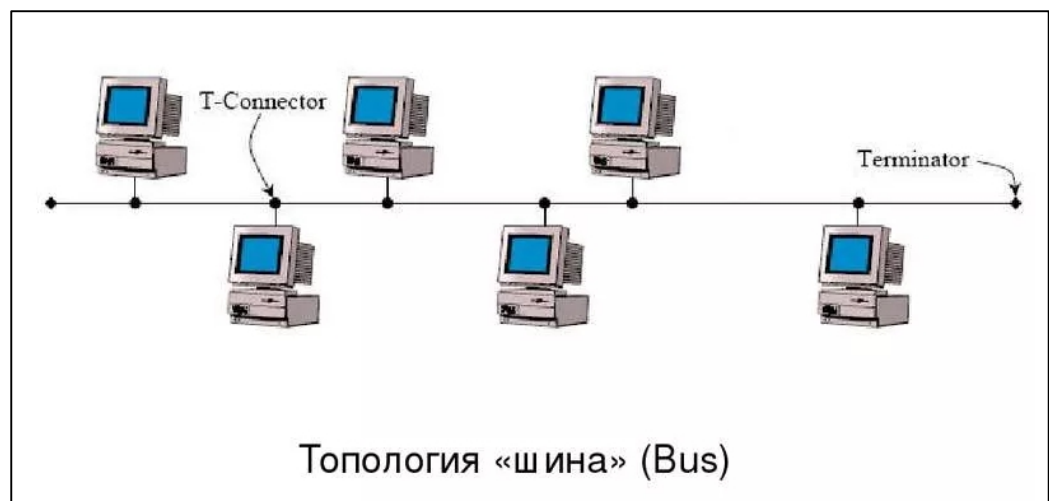 T-Connector
Terminator
Топология «шина» (Bus)